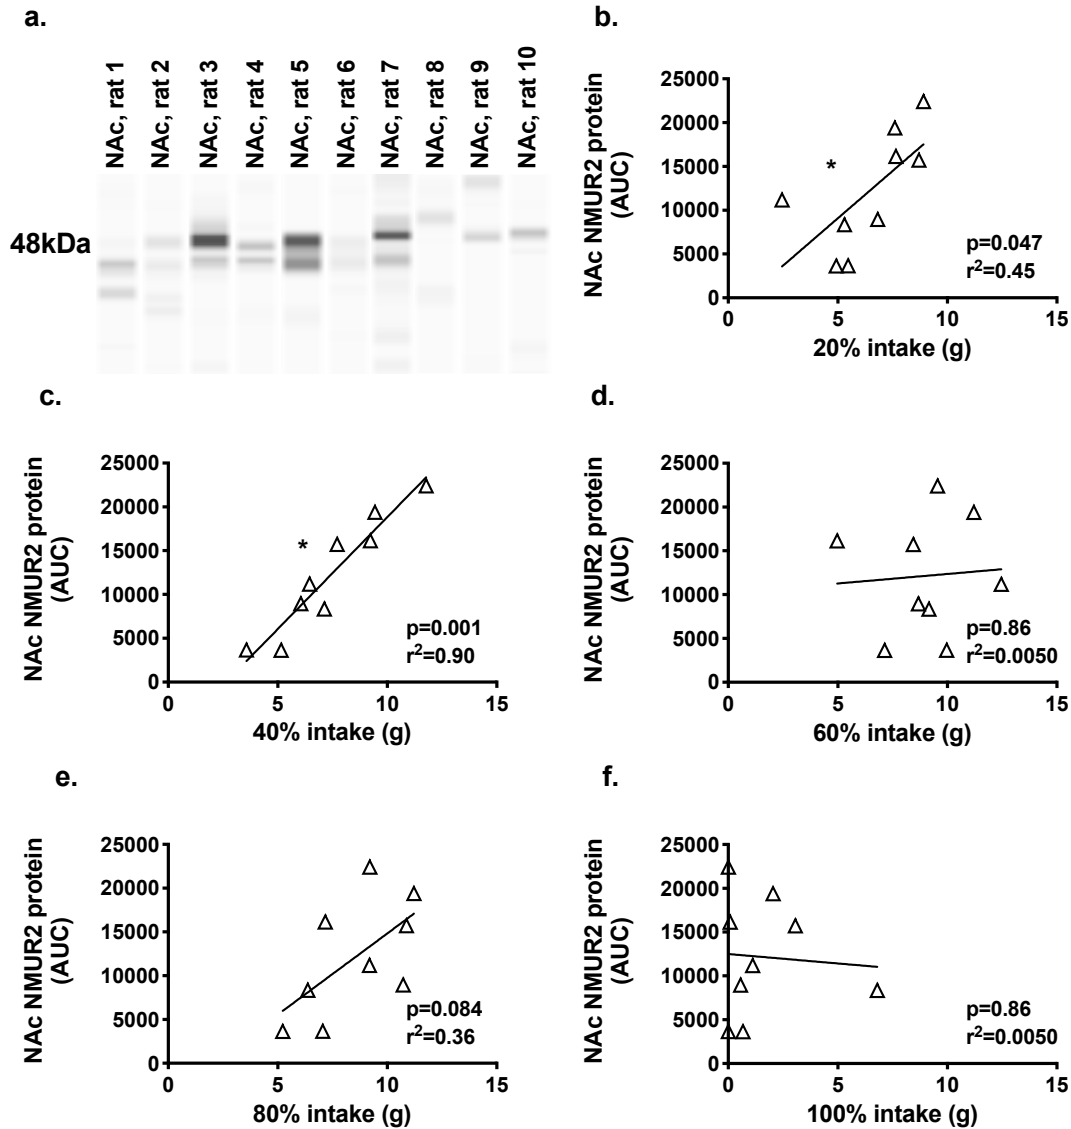 a.
NAc, rat 1
NAc, rat 2
NAc, rat 3
NAc, rat 4
NAc, rat 5
NAc, rat 6
NAc, rat 7
NAc, rat 8
NAc, rat 9
NAc, rat 10
48kDa
b.
NAc NMUR2 protein
(AUC)
25000
20000
15000
10000
5000
0
*
p=0.047
r²=0.45
0 5 10 15
20% intake (g)
c.
NAc NMUR2 protein
(AUC)
25000
20000
15000
10000
5000
0
*
p=0.001
r²=0.90
0 5 10 15
40% intake (g)
d.
NAc NMUR2 protein
(AUC)
25000
20000
15000
10000
5000
0
p=0.86
r²=0.0050
0 5 10 15
60% intake (g)
e.
NAc NMUR2 protein
(AUC)
25000
20000
15000
10000
5000
0
p=0.084
r²=0.36
0 5 10 15
80% intake (g)
f.
NAc NMUR2 protein
(AUC)
25000
20000
15000
10000
5000
0
p=0.86
r²=0.0050
0 5 10 15
100% intake (g)